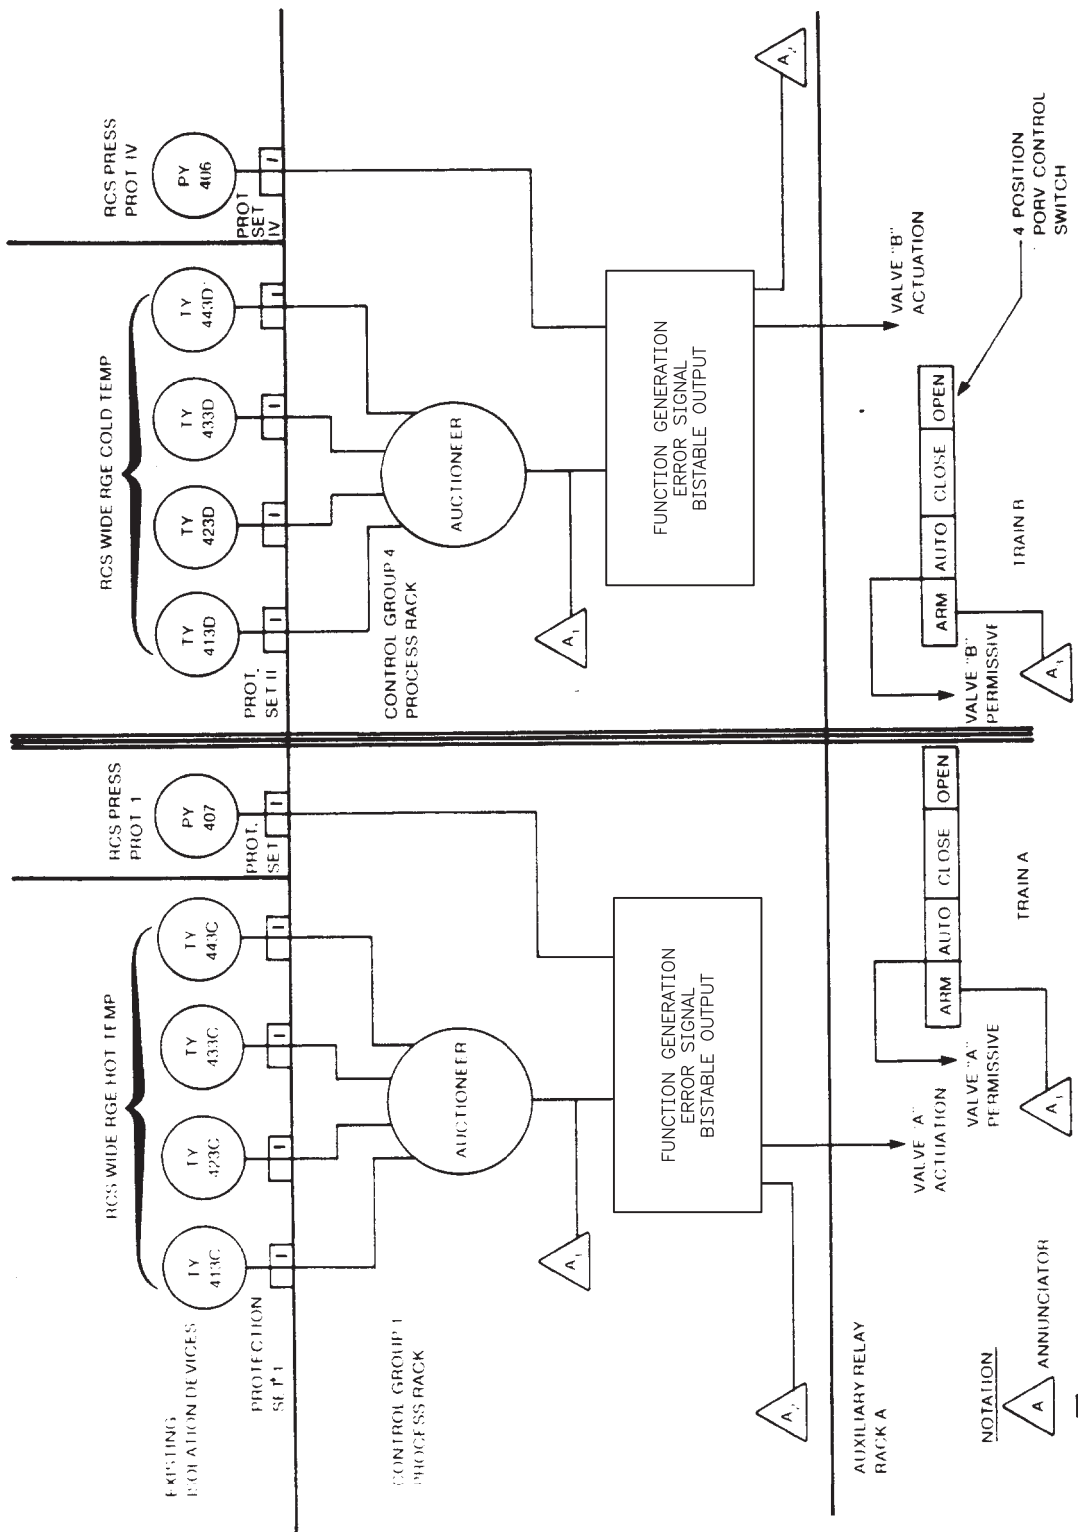 RCS WIDE RGE HOT TEMP
RCS PRESS
PROT 1
EXISTING
ISOLATION DEVICES
TY
413C
TY
423C
TY
433C
TY
443C
PY
407
PROTECTION
SET 1
I
I
I
I
PROT.
SET I
I
CONTROL GROUP 1
PROCESS RACK
AUCTIONEER
A1
FUNCTION GENERATION
ERROR SIGNAL
BISTABLE OUTPUT
A2
AUXILIARY RELAY
RACK A
VALVE "A"
ACTUATION
VALVE "A"
PERMISSIVE
ARM AUTO CLOSE OPEN
A3
TRAIN A
NOTATION
A ANNUNCIATOR
RCS WIDE RGE COLD TEMP
RCS PRESS
PROT IV
TY
413D
TY
423D
TY
433D
TY
443D
PY
406
PROT.
SET II
I
I
I
I
PROT
SET
IV
I
CONTROL GROUP 4
PROCESS RACK
AUCTIONEER
A1
FUNCTION GENERATION
ERROR SIGNAL
BISTABLE OUTPUT
A2
VALVE "B"
ACTUATION
VALVE "B"
PERMISSIVE
ARM AUTO CLOSE OPEN
A3
TRAIN B
4 POSITION
PORV CONTROL
SWITCH